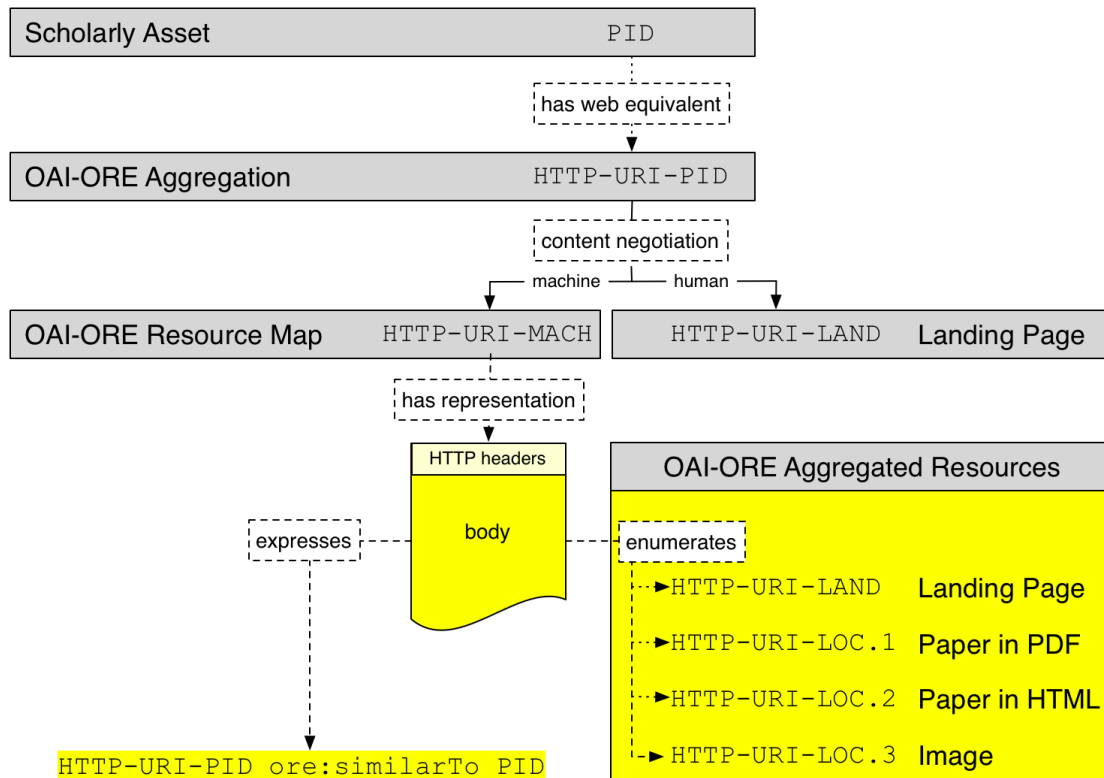 Scholarly Asset PID
has web equivalent
OAI-ORE Aggregation HTTP-URI-PID
content negotiation
machine human
OAI-ORE Resource Map HTTP-URI-MACH HTTP-URI-LAND Landing Page
has representation
HTTP headers
OAI-ORE Aggregated Resources
body
expresses
enumerates
HTTP-URI-LAND Landing Page
HTTP-URI-LOC.1 Paper in PDF
HTTP-URI-LOC.2 Paper in HTML
HTTP-URI-LOC.3 Image
HTTP-URI-PID ore:similarTo PID